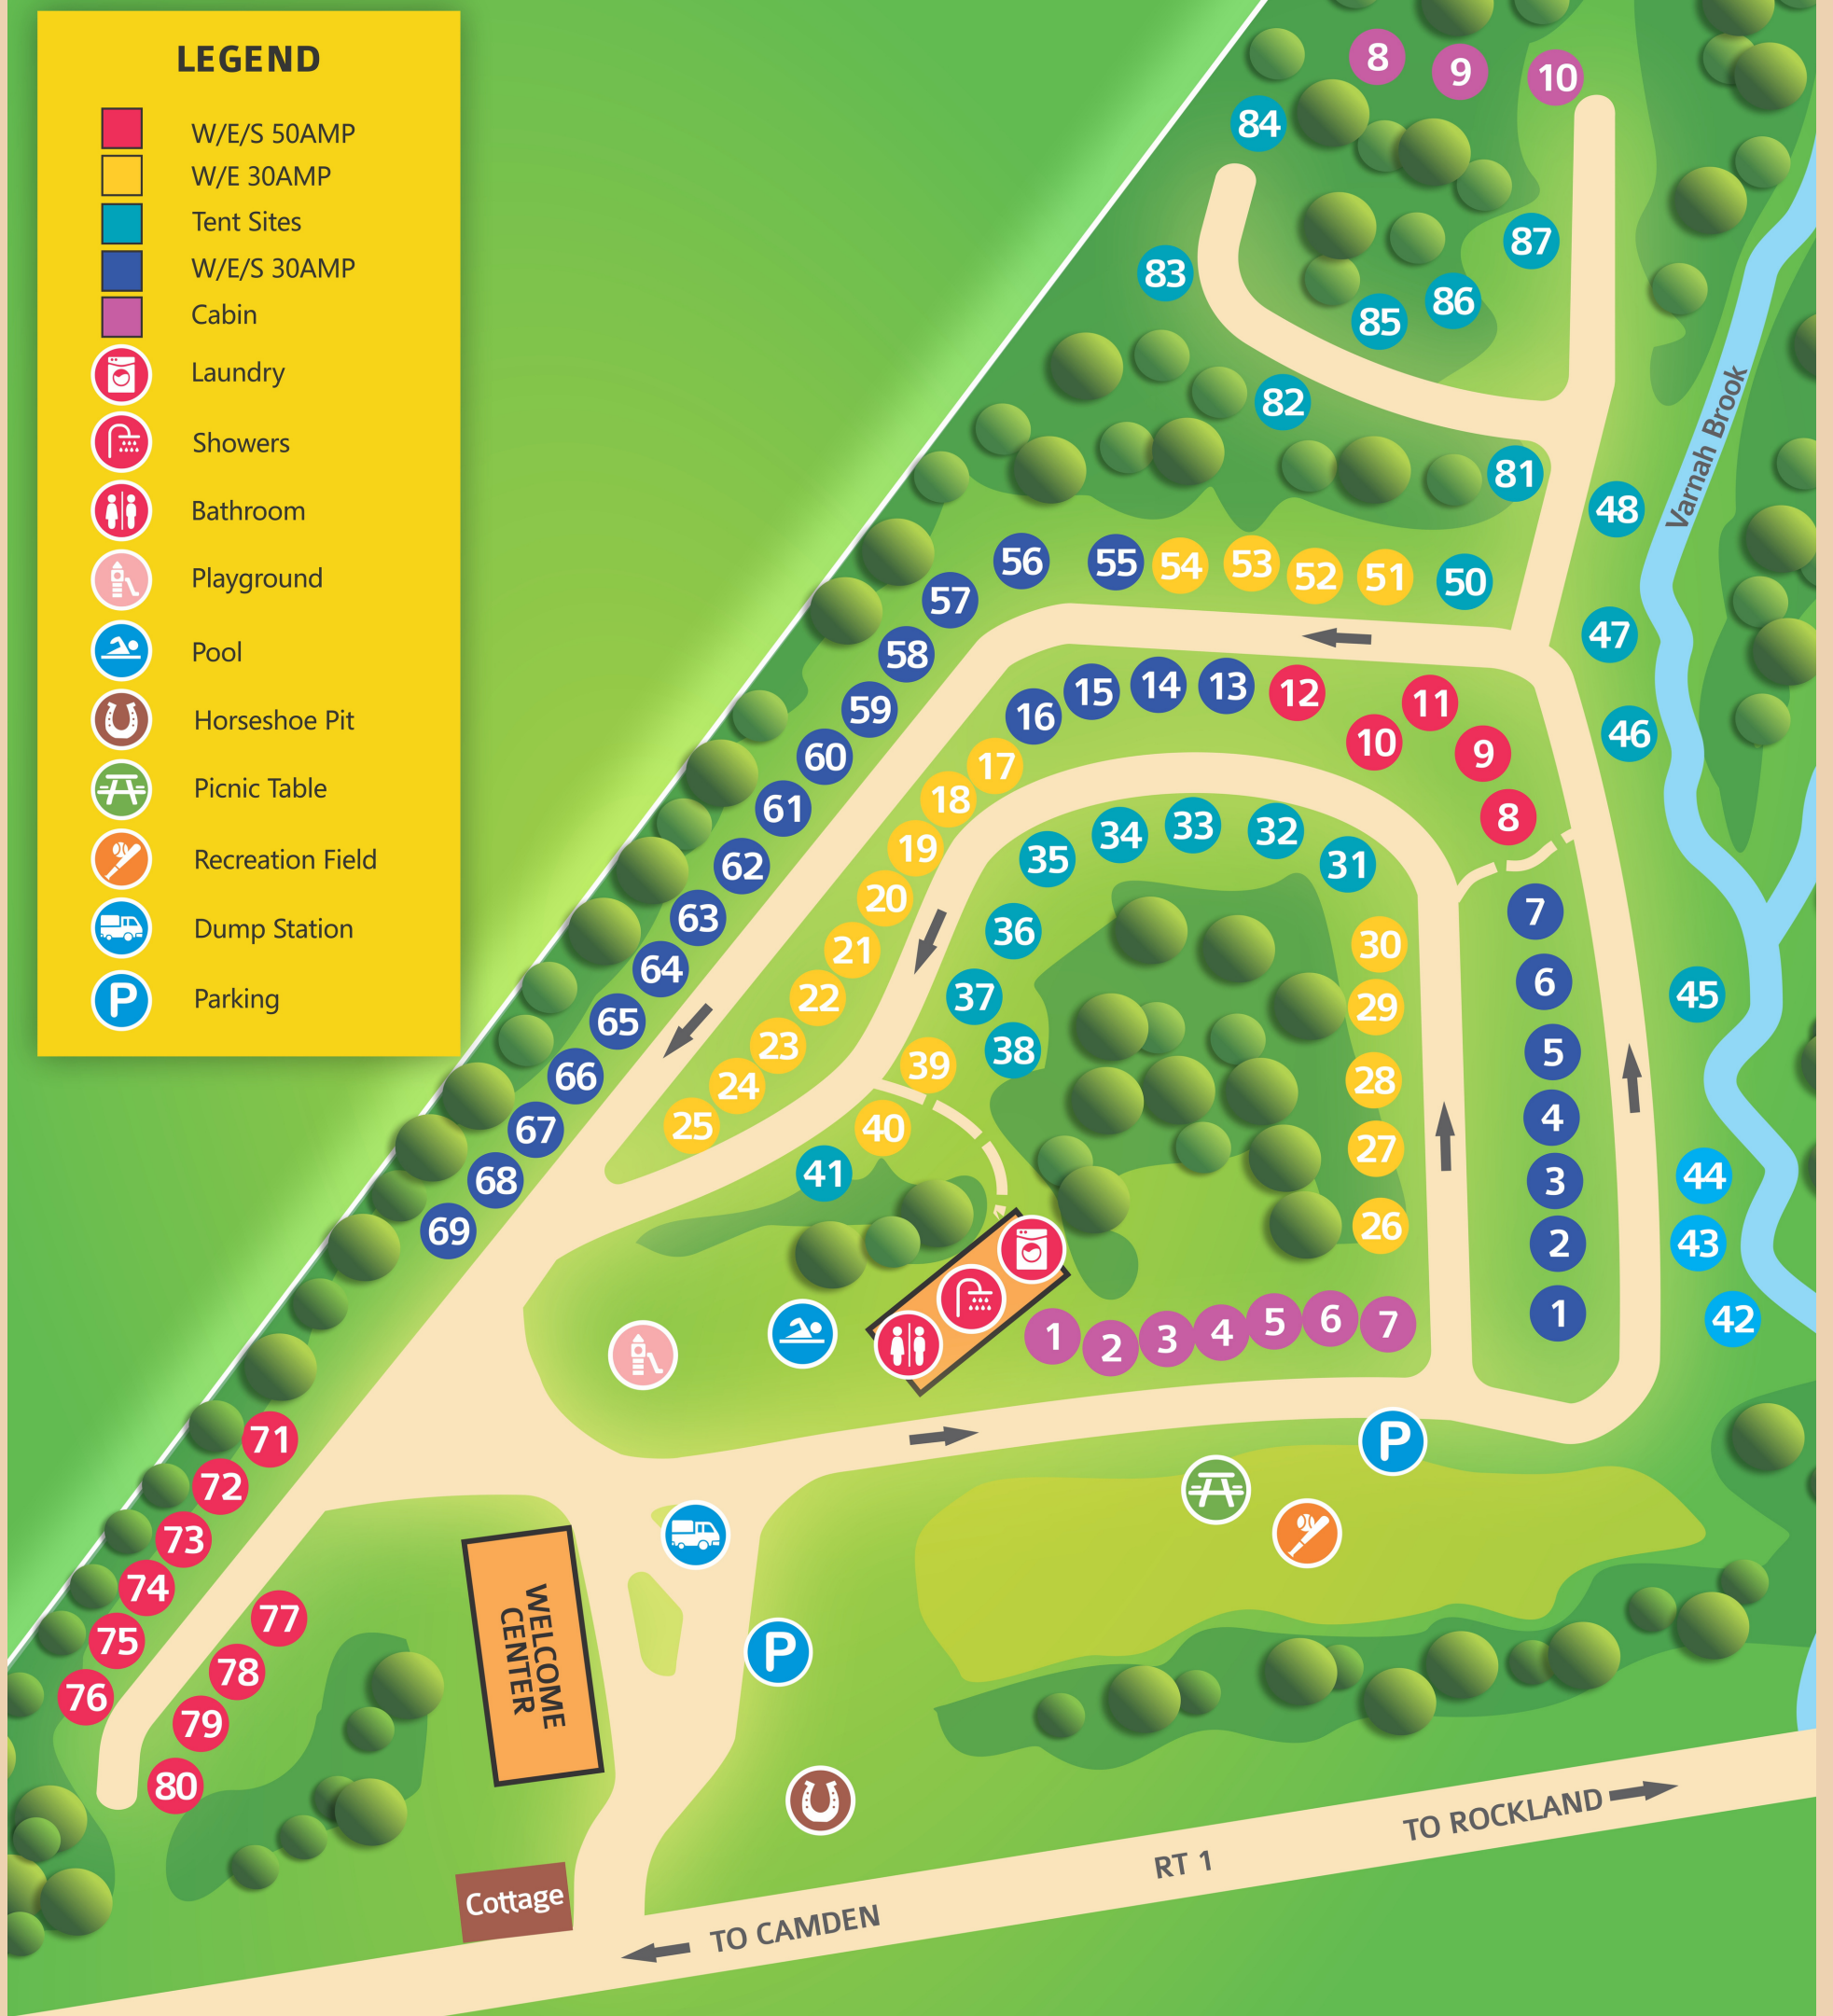 LEGEND
W/E/S 50AMP
W/E 30AMP
Tent Sites
W/E/S 30AMP
Cabin
Laundry
Showers
Bathroom
Playground
Pool
Horseshoe Pit
Picnic Table
Recreation Field
Dump Station
P Parking
8 9 10
84
87
83
86
85
82
81
48
Varnah Brook
56 55 54 53 52 51 50
57
47
58
59
60
61
62
63
64
65
66
67
68
69
16 15 14 13 12 11
10 9
8
46
17
18
19
20
21
22
23
24
25
35 34 33 32 31
36
37
38
39
40
41
30
29
28
27
26
7
6
5
4
3
2
1
45
44
43
42
1 2 3 4 5 6 7
P
71
72
73
74
75
76
77
78
79
80
WELCOME
CENTER
P
Cottage
TO CAMDEN
RT 1
TO ROCKLAND